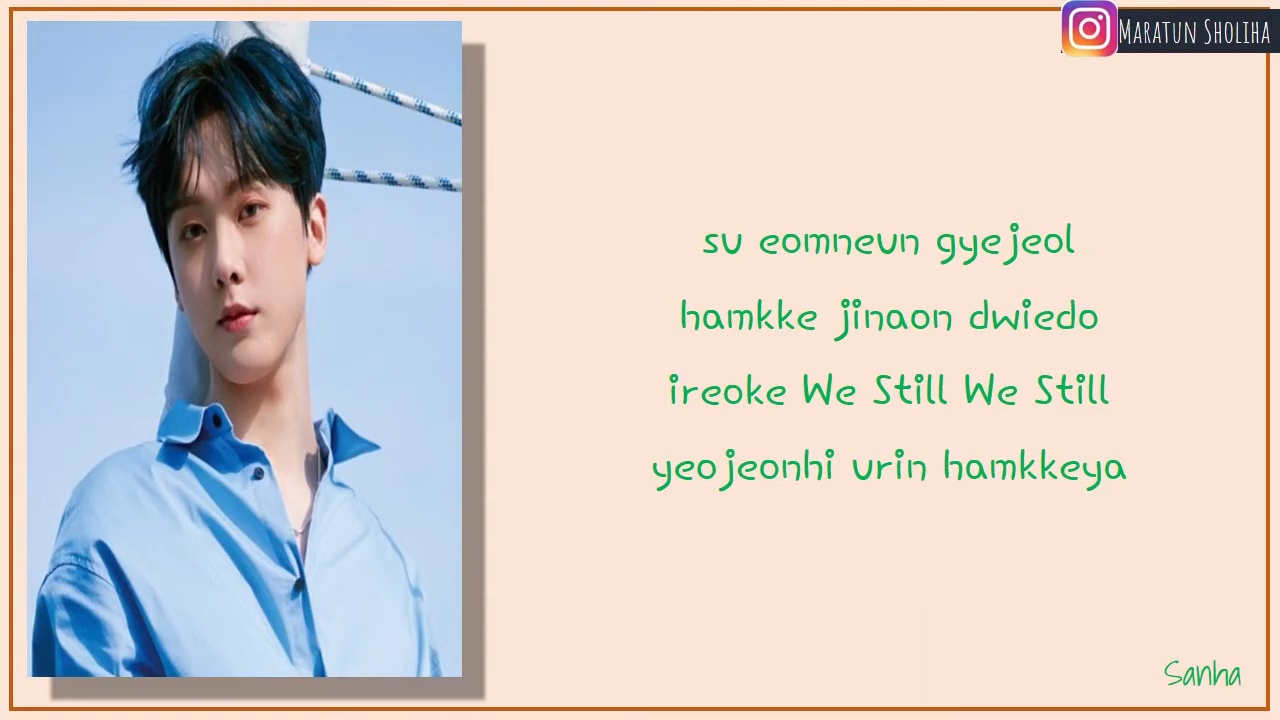 Maratun Sholiha
su eomneun gyejeol
hamkke jinaon dwiedo
ireoke We Still We Still
yeojeonhi urin hamkkeya
Sanha